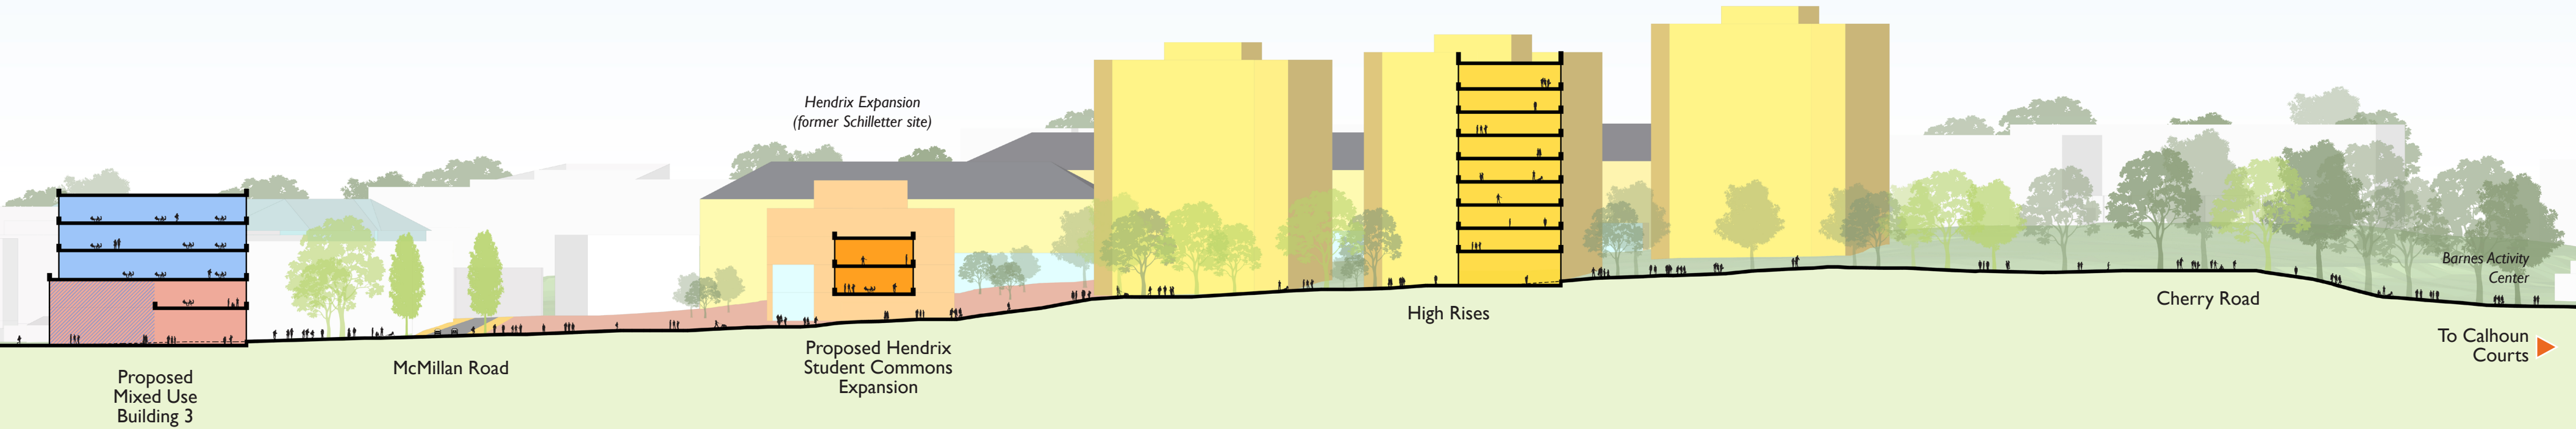 Hendrix Expansion
(former Schilletter site)
Proposed
Mixed Use
Building 3
McMillan Road
Proposed Hendrix
Student Commons
Expansion
High Rises
Cherry Road
Barnes Activity
Center
To Calhoun
Courts